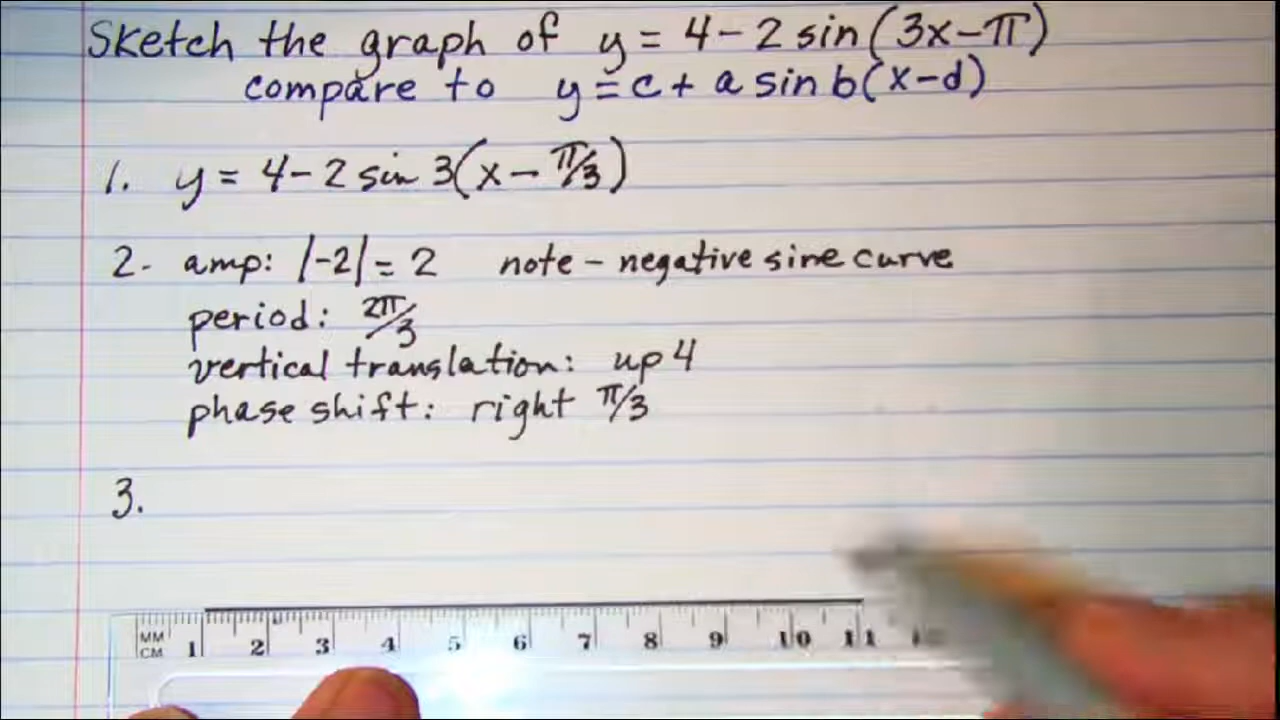 Sketch the graph of y = 4 - 2 sin(3x - π)
compare to y = c + a sin b(x - d)
1. y = 4 - 2 sin 3(x - π/3)
2. amp: |-2| = 2 note - negative sine curve
period: 2π/3
vertical translation: up 4
phase shift: right π/3
3.
MM
CM 1 2 3 4 5 6 7 8 9 10 11